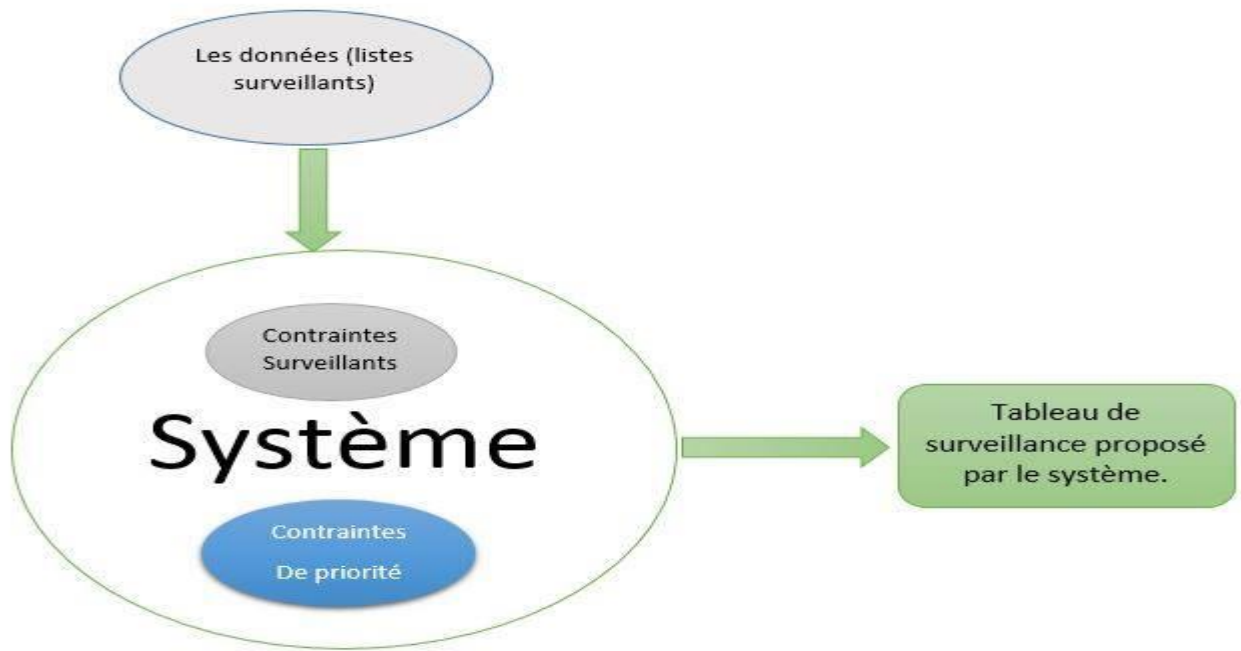 Les données (listes
surveillants)
Contraintes
Surveillants
Système
Contraintes
De priorité
Tableau de
surveillance proposé
par le système.